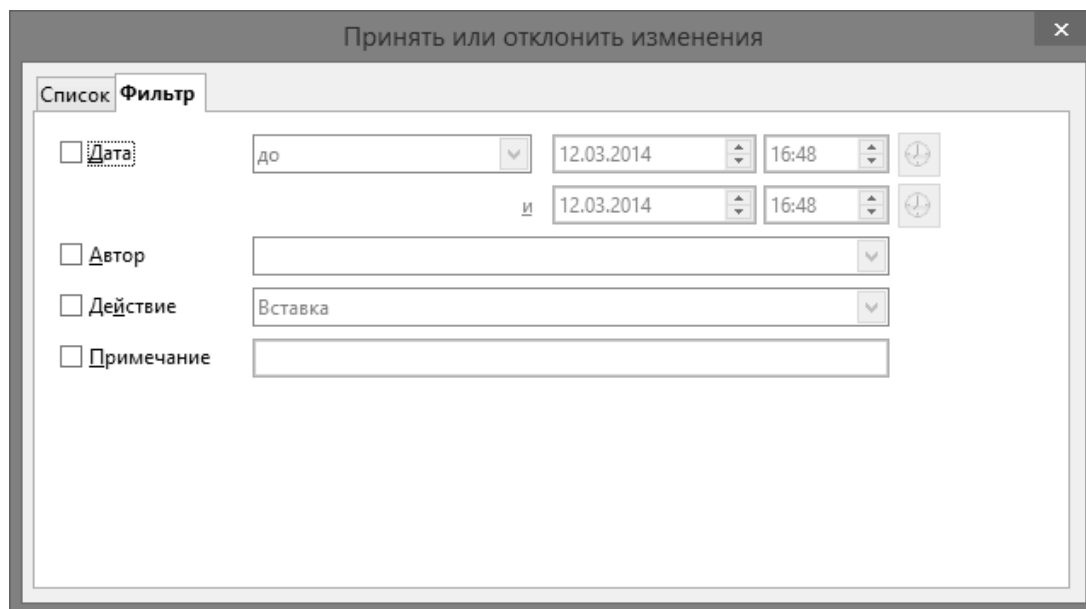 Принять или отклонить изменения
Список Фильтр
Дата до 12.03.2014 16:48
и 12.03.2014 16:48
Автор
Действие Вставка
Примечание